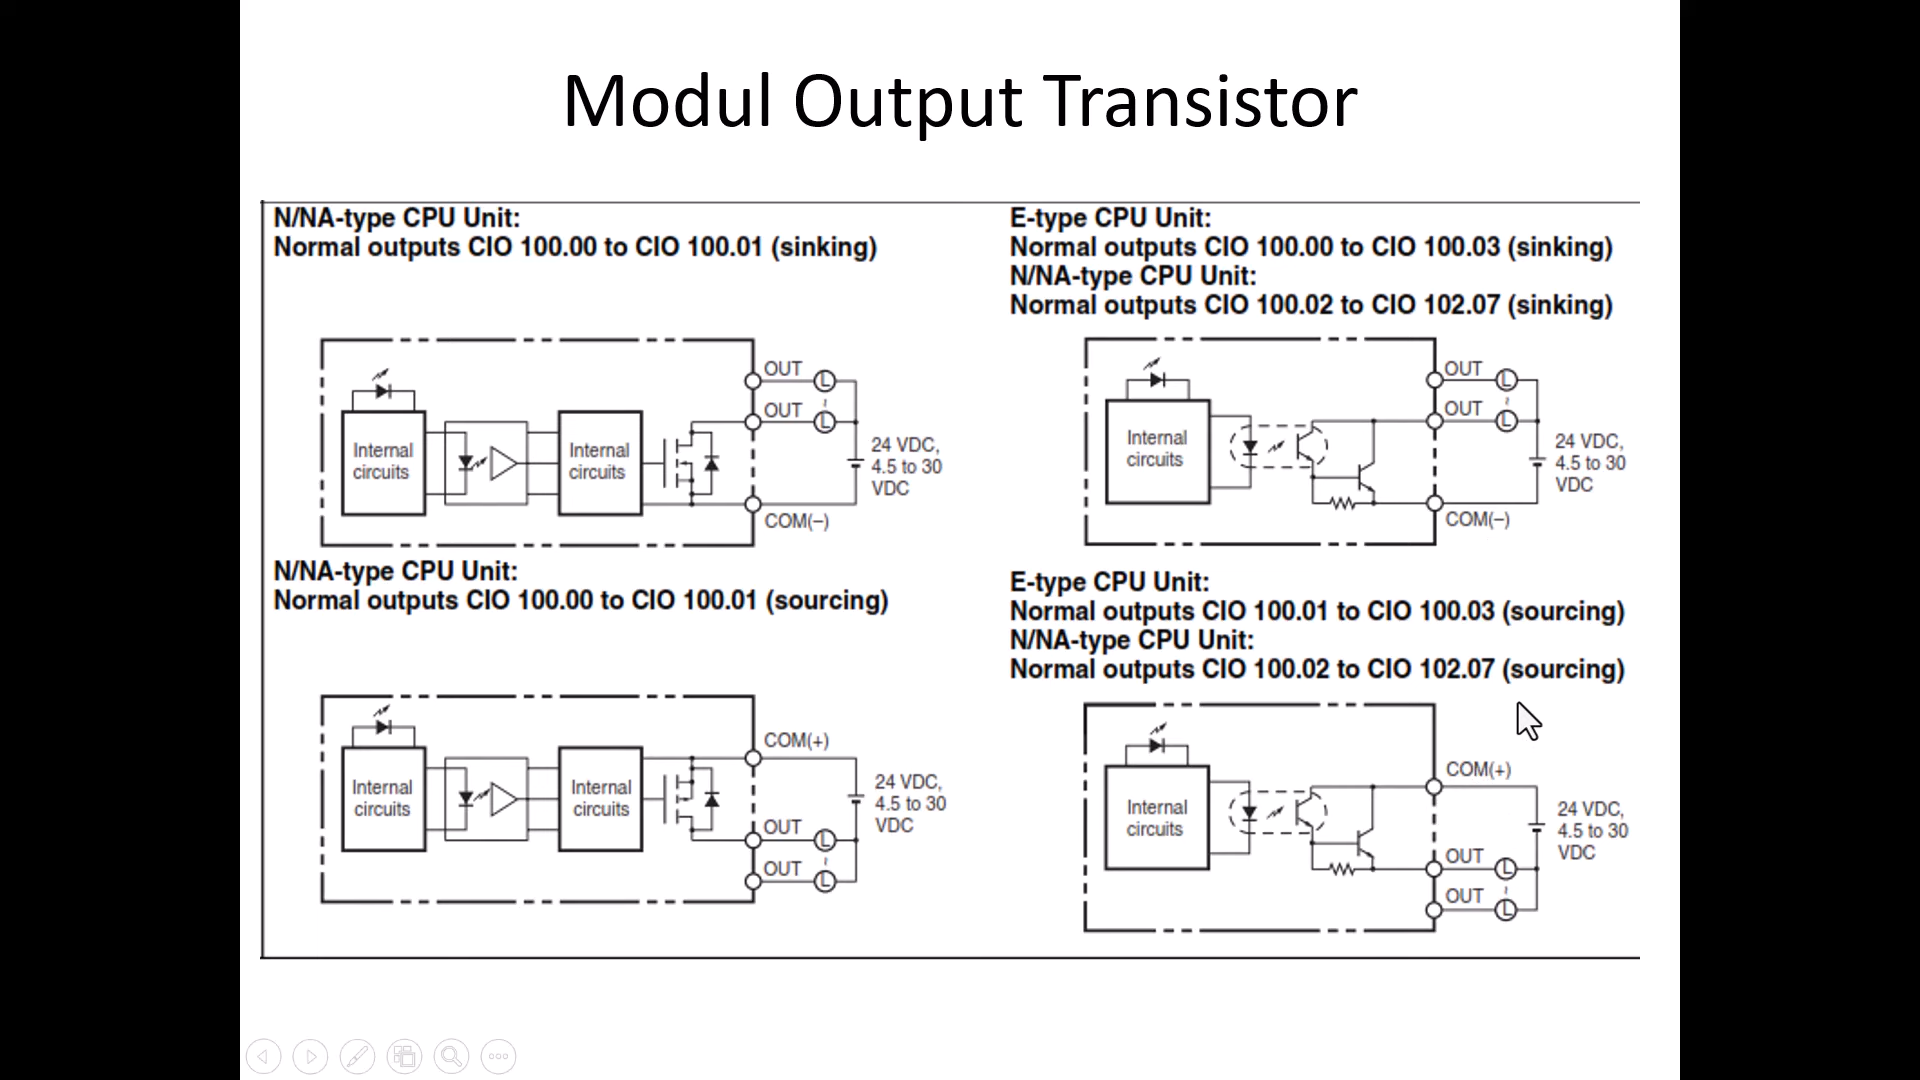 Modul Output Transistor
N/NA-type CPU Unit:
Normal outputs CIO 100.00 to CIO 100.01 (sinking)
OUT
L
OUT
L
Internal
circuits
Internal
circuits
24 VDC,
4.5 to 30
VDC
COM(–)
E-type CPU Unit:
Normal outputs CIO 100.00 to CIO 100.03 (sinking)
N/NA-type CPU Unit:
Normal outputs CIO 100.02 to CIO 102.07 (sinking)
OUT
L
OUT
L
Internal
circuits
24 VDC,
4.5 to 30
VDC
COM(–)
N/NA-type CPU Unit:
Normal outputs CIO 100.00 to CIO 100.01 (sourcing)
COM(+)
Internal
circuits
Internal
circuits
24 VDC,
4.5 to 30
VDC
OUT
L
OUT
L
E-type CPU Unit:
Normal outputs CIO 100.01 to CIO 100.03 (sourcing)
N/NA-type CPU Unit:
Normal outputs CIO 100.02 to CIO 102.07 (sourcing)
COM(+)
Internal
circuits
24 VDC,
4.5 to 30
VDC
OUT
L
OUT
L